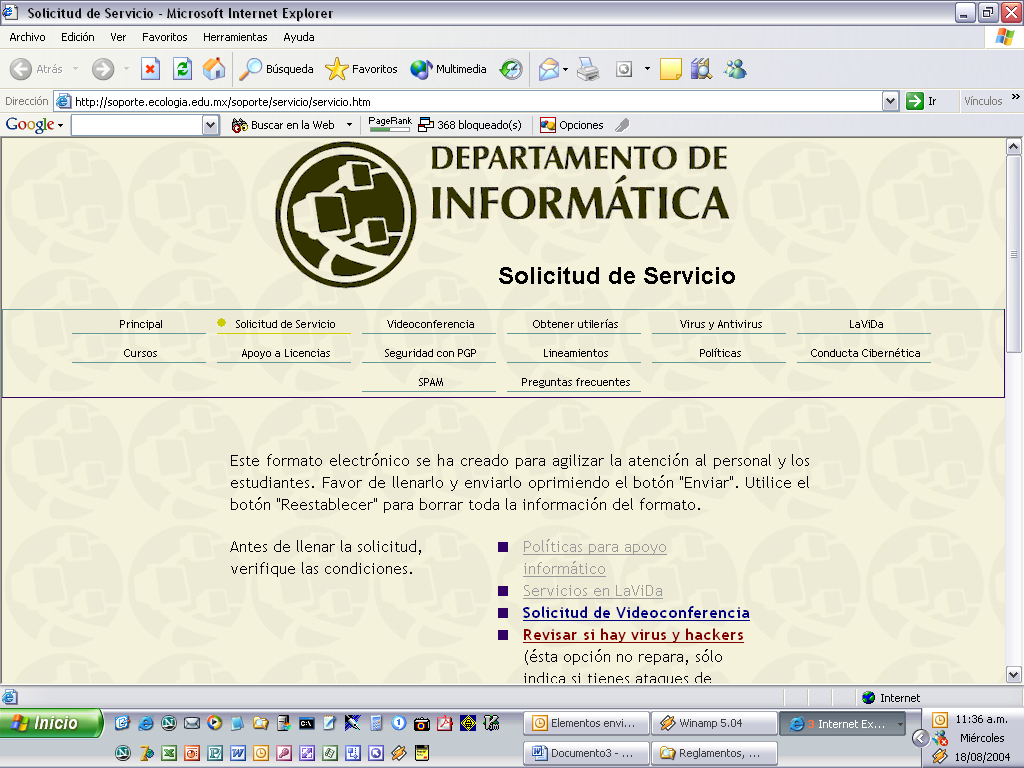 Solicitud de Servicio - Microsoft Internet Explorer
Archivo Edición Ver Favoritos Herramientas Ayuda
Atrás Búsqueda Favoritos Multimedia
Dirección http://soporte.ecologia.edu.mx/soporte/servicio/servicio.htm Ir Vínculos »
Google Buscar en la Web PageRank 368 bloqueado(s) Opciones
DEPARTAMENTO DE
INFORMÁTICA
Solicitud de Servicio
Principal Solicitud de Servicio Videoconferencia Obtener utilerías Virus y Antivirus LaViDa
Cursos Apoyo a Licencias Seguridad con PGP Lineamientos Políticas Conducta Cibernética
SPAM Preguntas frecuentes
Este formato electrónico se ha creado para agilizar la atención al personal y los
estudiantes. Favor de llenarlo y enviarlo oprimiendo el botón "Enviar". Utilice el
botón "Reestablecer" para borrar toda la información del formato.
Antes de llenar la solicitud,
verifique las condiciones.
Políticas para apoyo
informático
Servicios en LaViDa
Solicitud de Videoconferencia
Revisar si hay virus y hackers
(ésta opción no repara, sólo
indica si tienes ataques de
Internet
Inicio
Elementos envi... Winamp 5.04 3 Internet Ex...
Documento3 - ... Reglamentos, ...
11:36 a.m.
Miércoles
18/08/2004